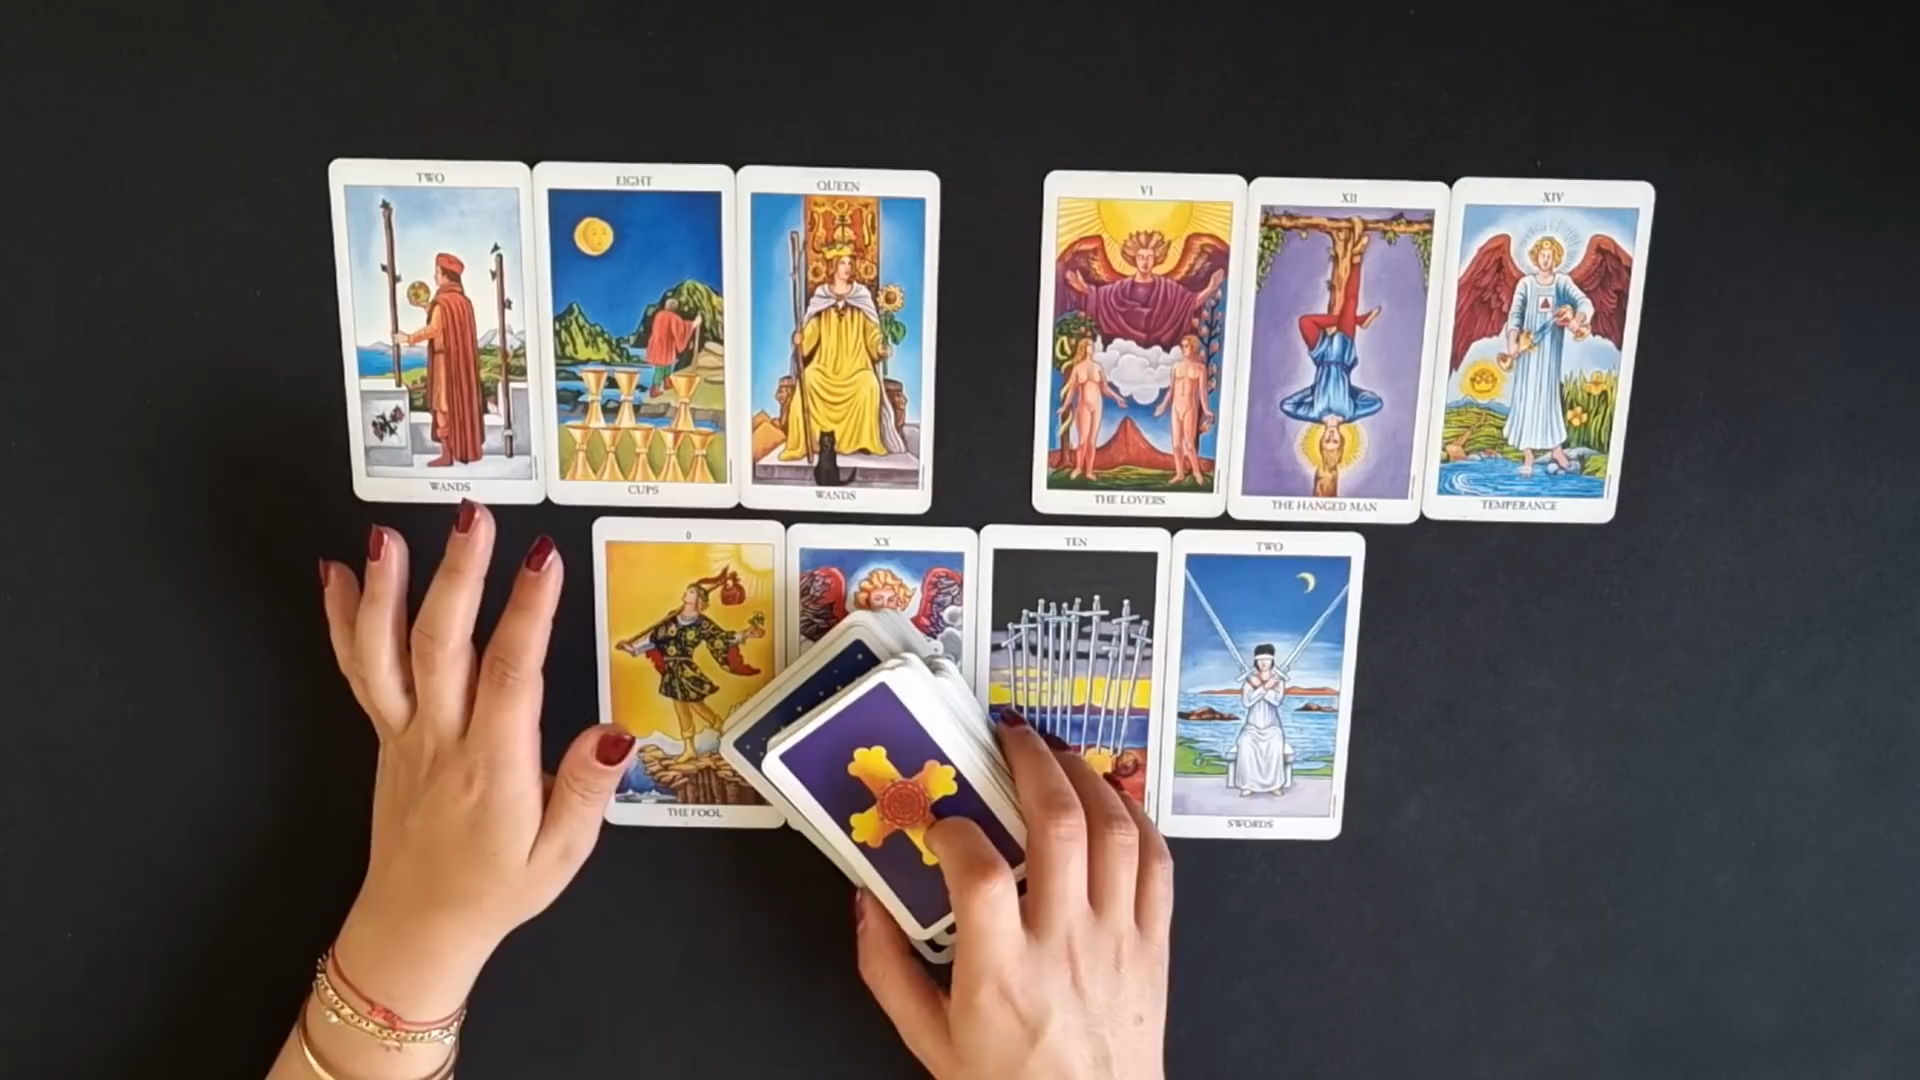 TWO
WANDS
EIGHT
CUPS
QUEEN
WANDS
VI
THE LOVERS
XII
THE HANGED MAN
XIV
TEMPERANCE
0
THE FOOL
XX
TEN
TWO
SWORDS